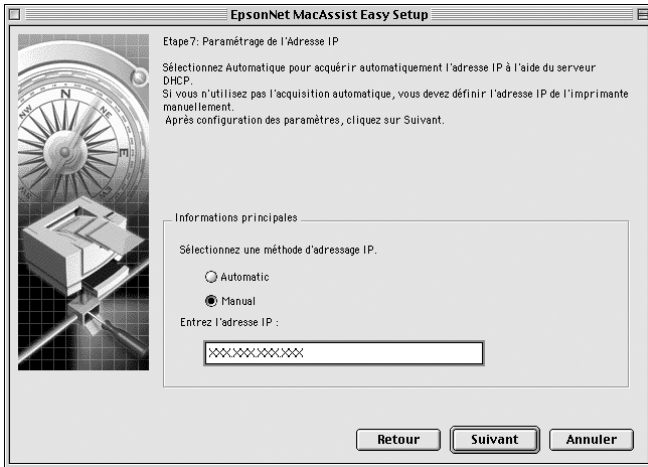 EpsonNet MacAssist Easy Setup
Etape7: Paramétrage de l'Adresse IP
Sélectionnez Automatique pour acquérir automatiquement l'adresse IP à l'aide du serveur
DHCP.
Si vous n'utilisez pas l'acquisition automatique, vous devez définir l'adresse IP de l'imprimante
manuellement.
Après configuration des paramètres, cliquez sur Suivant.
N
NE
E
NW
Informations principales
Sélectionnez une méthode d'adressage IP.
Automatic
Manual
Entrez l'adresse IP :
XXX.XXX.XXX.XXX
Retour
Suivant
Annuler